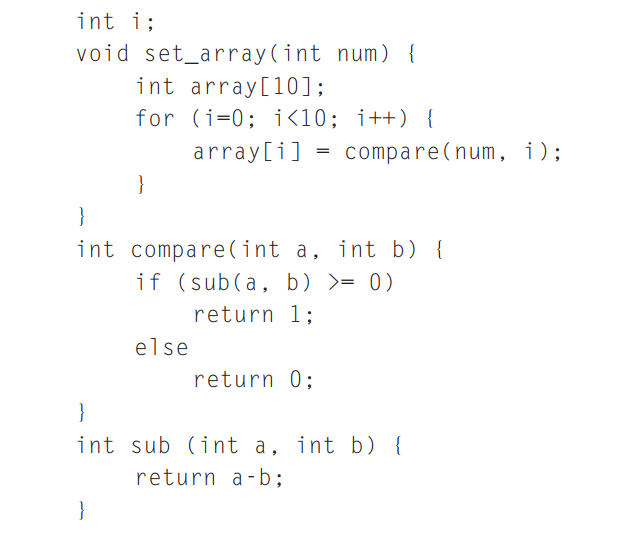 int i;
void set_array(int num) {
int array[10];
for (i=0; i<10; i++) {
array[i] = compare(num, i);
}
}
int compare(int a, int b) {
if (sub(a, b) >= 0)
return 1;
else
return 0;
}
int sub (int a, int b) {
return a-b;
}